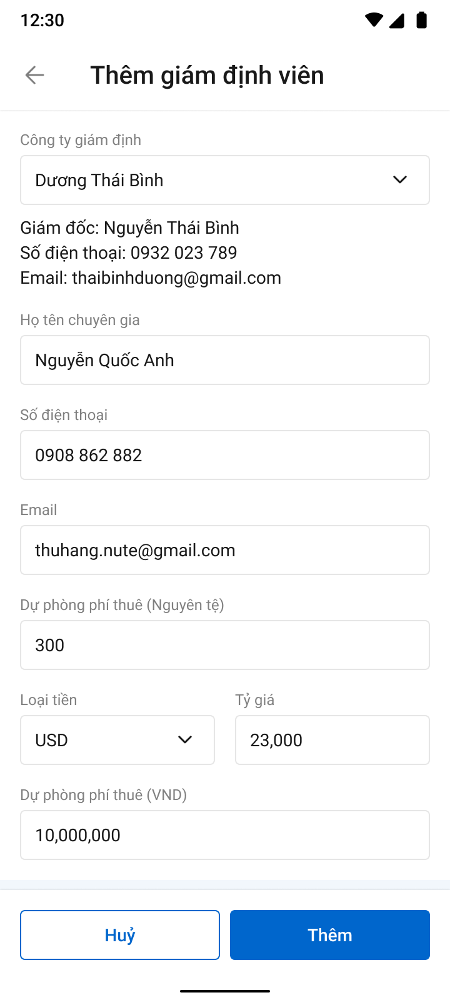 12:30
Thêm giám định viên
Công ty giám định
Dương Thái Bình
Giám đốc: Nguyễn Thái Bình
Số điện thoại: 0932 023 789
Email: thaibinhduong@gmail.com
Họ tên chuyên gia
Nguyễn Quốc Anh
Số điện thoại
0908 862 882
Email
thuhang.nute@gmail.com
Dự phòng phí thuê (Nguyên tệ)
300
Loại tiền
Tỷ giá
USD
23,000
Dự phòng phí thuê (VND)
10,000,000
Huỷ
Thêm